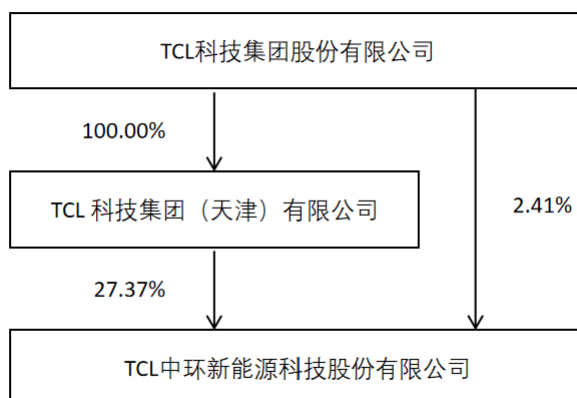 TCL科技集团股份有限公司
100.00%
TCL 科技集团（天津）有限公司
2.41%
27.37%
TCL中环新能源科技股份有限公司